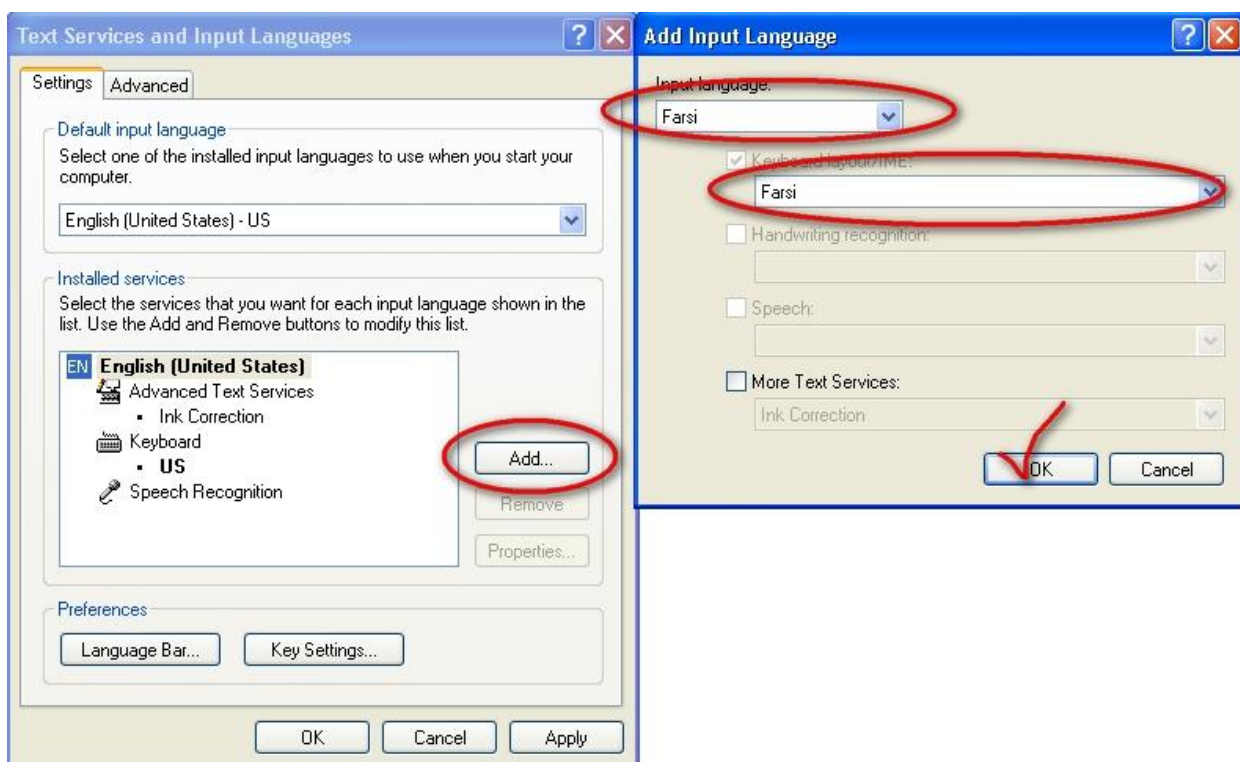 Text Services and Input Languages
Settings
Advanced
Default input language
Select one of the installed input languages to use when you start your
computer.
English (United States) - US
Installed services
Select the services that you want for each input language shown in the
list. Use the Add and Remove buttons to modify this list.
EN English (United States)
Advanced Text Services
• Ink Correction
Keyboard
• US
Speech Recognition
Add...
Remove
Properties...
Preferences
Language Bar...
Key Settings...
OK
Cancel
Apply
Add Input Language
Input language:
Farsi
Keyboard layout/IME:
Farsi
Handwriting recognition:
Speech:
More Text Services:
Ink Correction
OK
Cancel